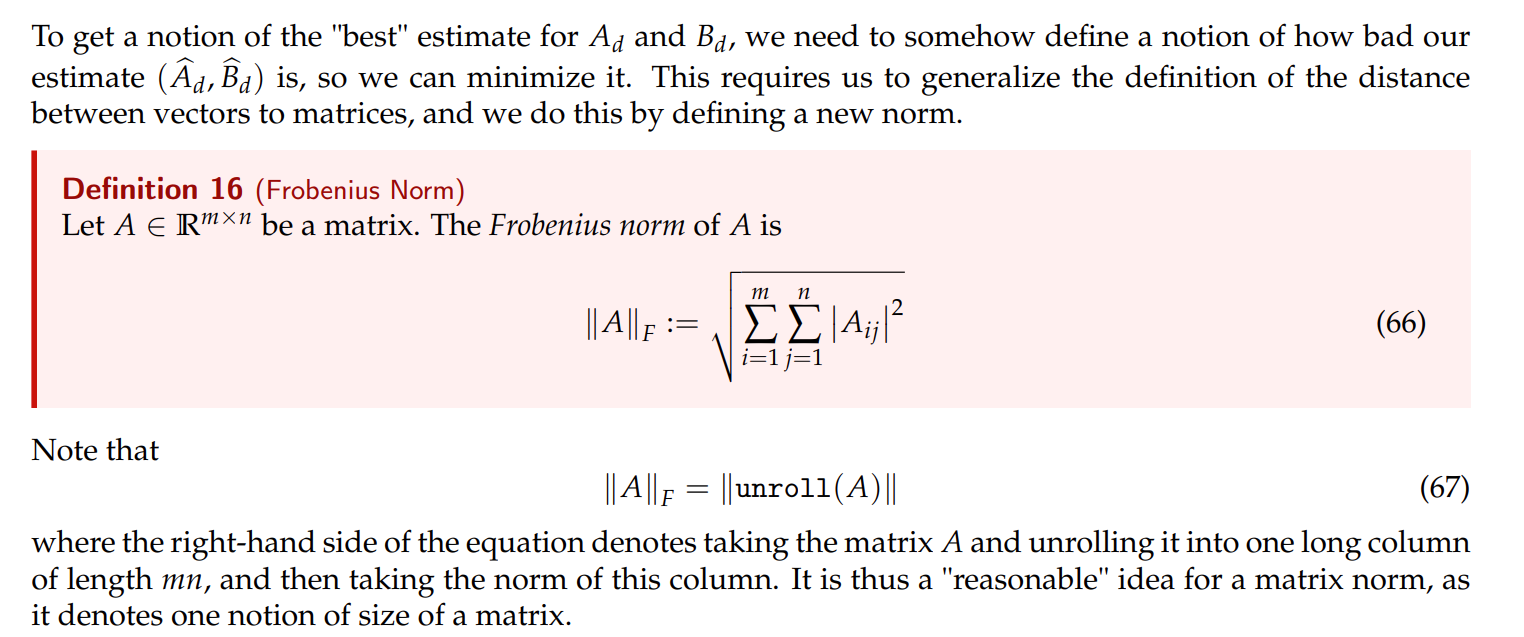 To get a notion of the "best" estimate for $A_d$ and $B_d$, we need to somehow define a notion of how bad our
estimate $(\widehat{A}_d, \widehat{B}_d)$ is, so we can minimize it. This requires us to generalize the definition of the distance
between vectors to matrices, and we do this by defining a new norm.
Definition 16 (Frobenius Norm)
Let $A \in \mathbb{R}^{m \times n}$ be a matrix. The Frobenius norm of $A$ is
$\|A\|_F := \sqrt{\sum_{i=1}^{m} \sum_{j=1}^{n} |A_{ij}|^2}$ (66)
Note that
$\|A\|_F = \|\texttt{unroll}(A)\|$ (67)
where the right-hand side of the equation denotes taking the matrix $A$ and unrolling it into one long column
of length $mn$, and then taking the norm of this column. It is thus a "reasonable" idea for a matrix norm, as
it denotes one notion of size of a matrix.